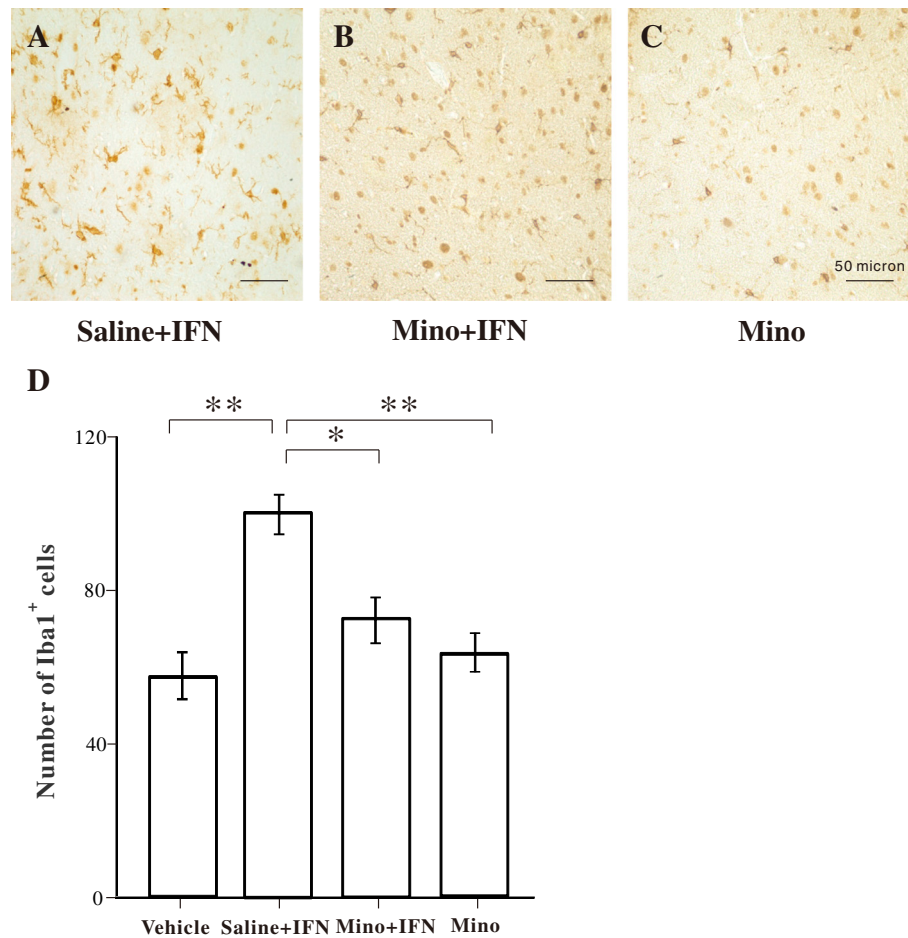 A
B
C
50 micron
Saline+IFN
Mino+IFN
Mino
D
**
**
*
120
80
40
0
Number of Iba1⁺ cells
Vehicle
Saline+IFN
Mino+IFN
Mino